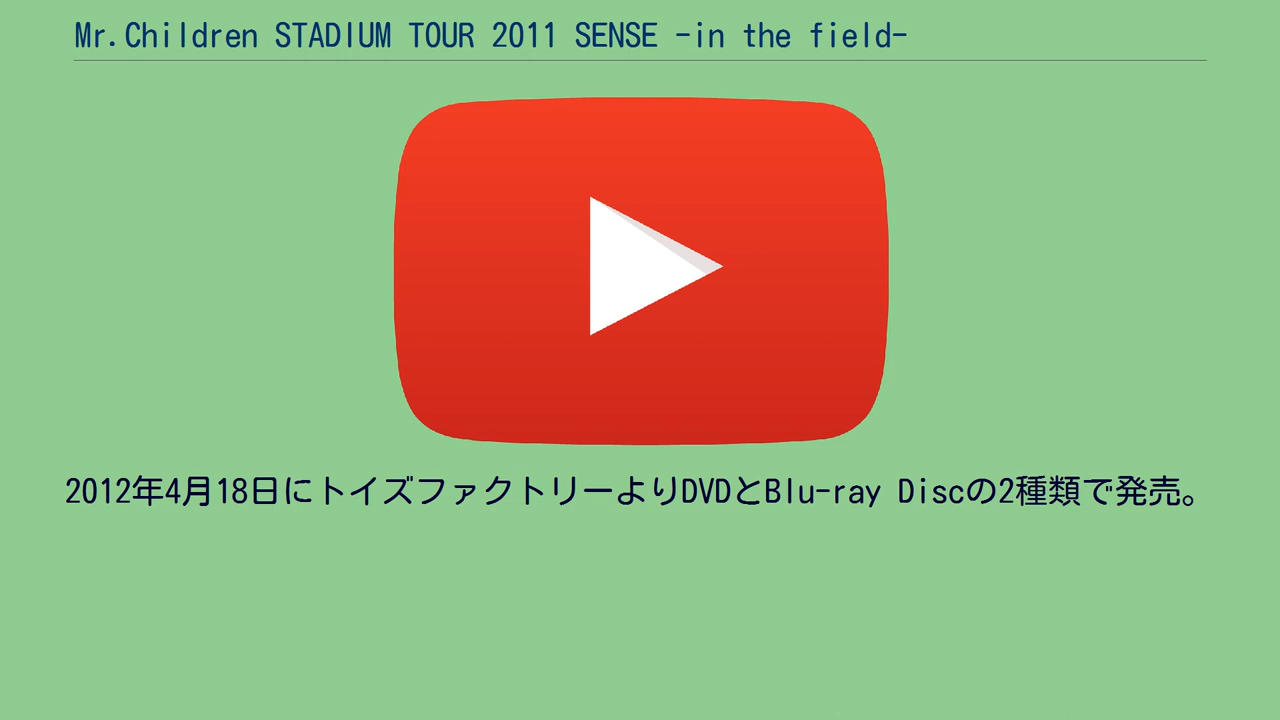 Mr.Children STADIUM TOUR 2011 SENSE -in the field-
2012年4月18日にトイズファクトリーよりDVDとBlu-ray Discの2種類で発売。